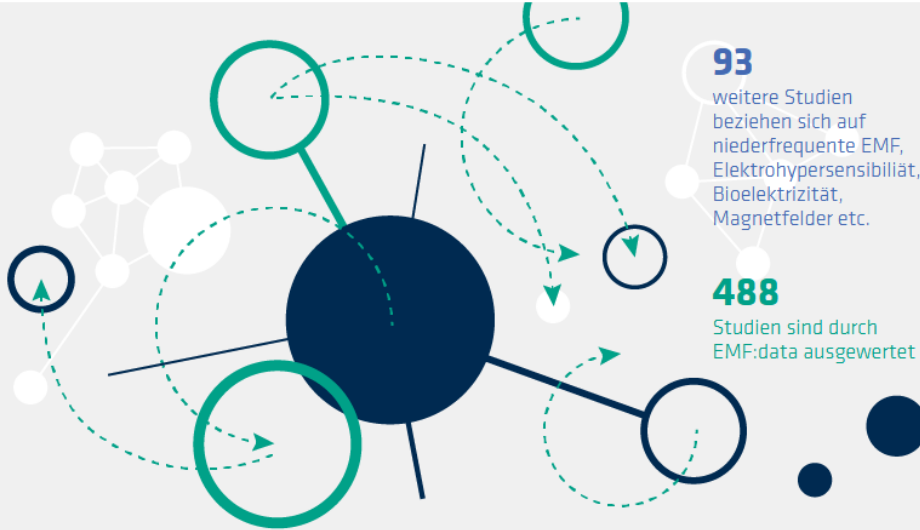 93
weitere Studien
beziehen sich auf
niederfrequente EMF,
Elektrohypersensibiliät,
Bioelektrizität,
Magnetfelder etc.
488
Studien sind durch
EMF:data ausgewertet